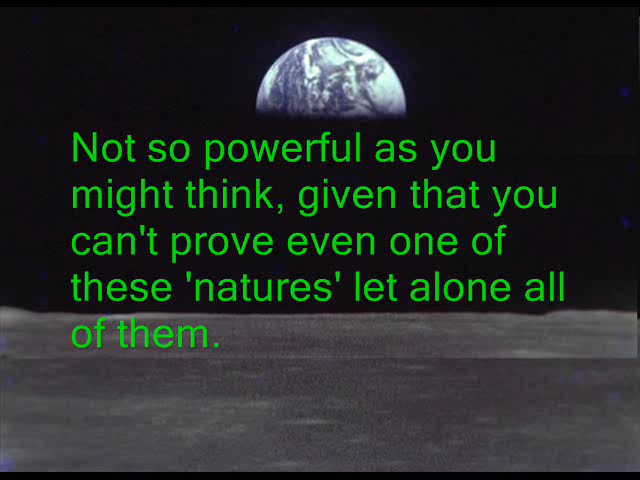 Not so powerful as you
might think, given that you
can't prove even one of
these 'natures' let alone all
of them.